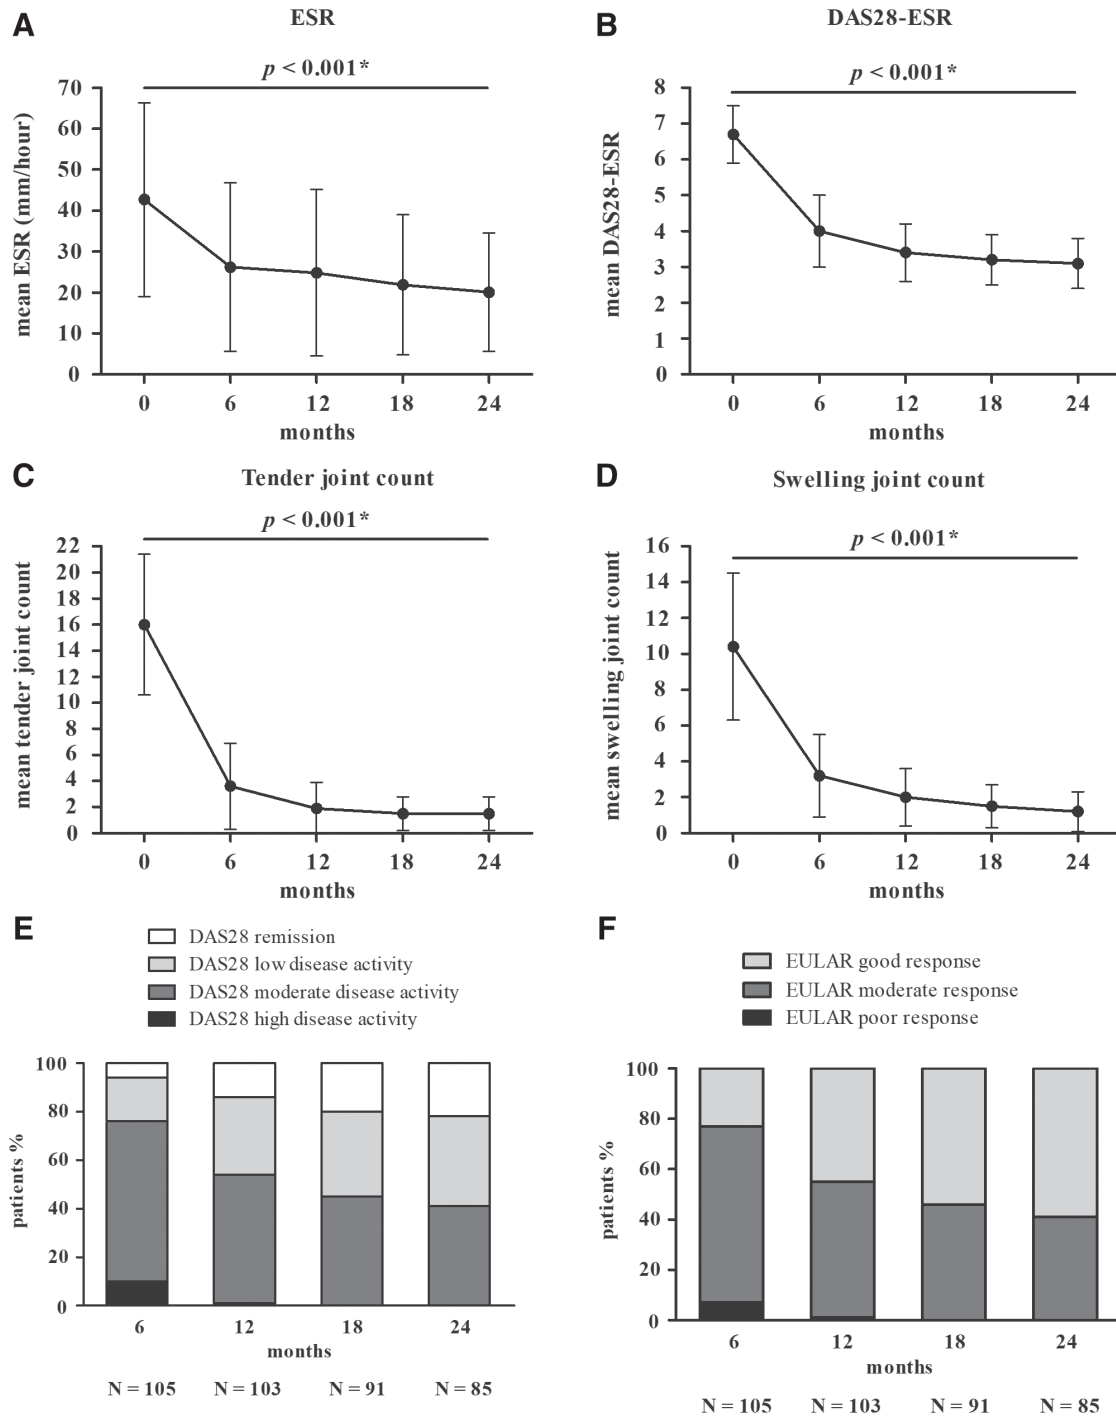 A
ESR
p < 0.001*
mean ESR (mm/hour)
70
60
50
40
30
20
10
0
0 6 12 18 24
months
B
DAS28-ESR
p < 0.001*
mean DAS28-ESR
8
7
6
5
4
3
2
1
0
0 6 12 18 24
months
C
Tender joint count
p < 0.001*
mean tender joint count
22
20
18
16
14
12
10
8
6
4
2
0
0 6 12 18 24
months
D
Swelling joint count
p < 0.001*
mean swelling joint count
16
14
12
10
8
6
4
2
0
0 6 12 18 24
months
E
DAS28 remission
DAS28 low disease activity
DAS28 moderate disease activity
DAS28 high disease activity
patients %
100
80
60
40
20
0
6 12 18 24
months
N = 105 N = 103 N = 91 N = 85
F
EULAR good response
EULAR moderate response
EULAR poor response
patients %
100
80
60
40
20
0
6 12 18 24
months
N = 105 N = 103 N = 91 N = 85